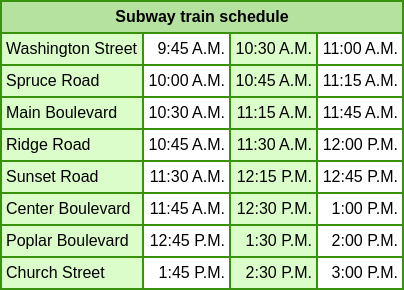 Subway train schedule
Washington Street 9:45 A.M. 10:30 A.M. 11:00 A.M.
Spruce Road 10:00 A.M. 10:45 A.M. 11:15 A.M.
Main Boulevard 10:30 A.M. 11:15 A.M. 11:45 A.M.
Ridge Road 10:45 A.M. 11:30 A.M. 12:00 P.M.
Sunset Road 11:30 A.M. 12:15 P.M. 12:45 P.M.
Center Boulevard 11:45 A.M. 12:30 P.M. 1:00 P.M.
Poplar Boulevard 12:45 P.M. 1:30 P.M. 2:00 P.M.
Church Street 1:45 P.M. 2:30 P.M. 3:00 P.M.